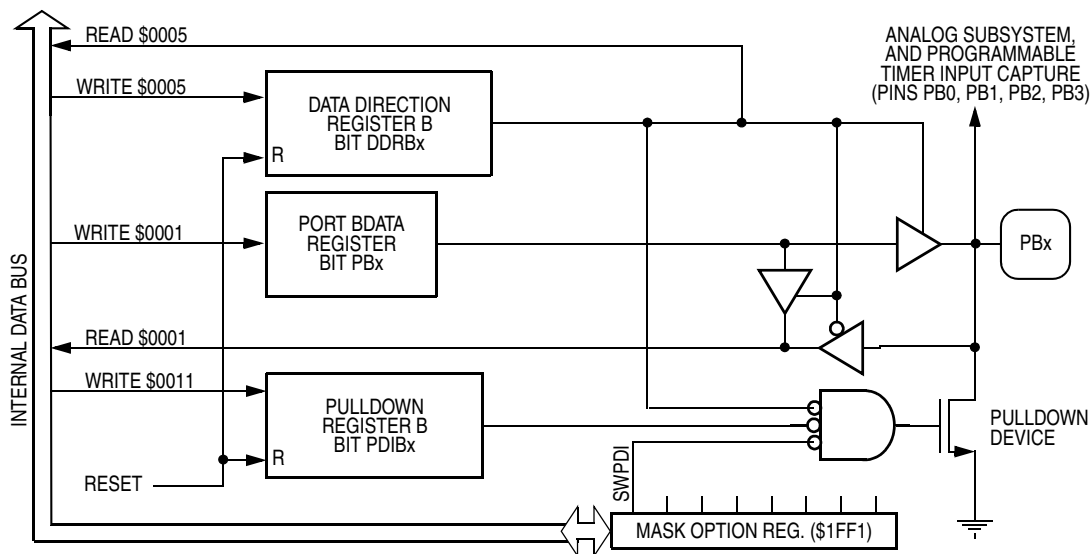 READ $0005
WRITE $0005
DATA DIRECTION
REGISTER B
BIT DDRBx
R
ANALOG SUBSYSTEM,
AND PROGRAMMABLE
TIMER INPUT CAPTURE
(PINS PB0, PB1, PB2, PB3)
WRITE $0001
PORT BDATA
REGISTER
BIT PBx
PBx
INTERNAL DATA BUS
READ $0001
WRITE $0011
PULLDOWN
REGISTER B
BIT PDIBx
R
RESET
PULLDOWN
DEVICE
SWPDI
MASK OPTION REG. ($1FF1)